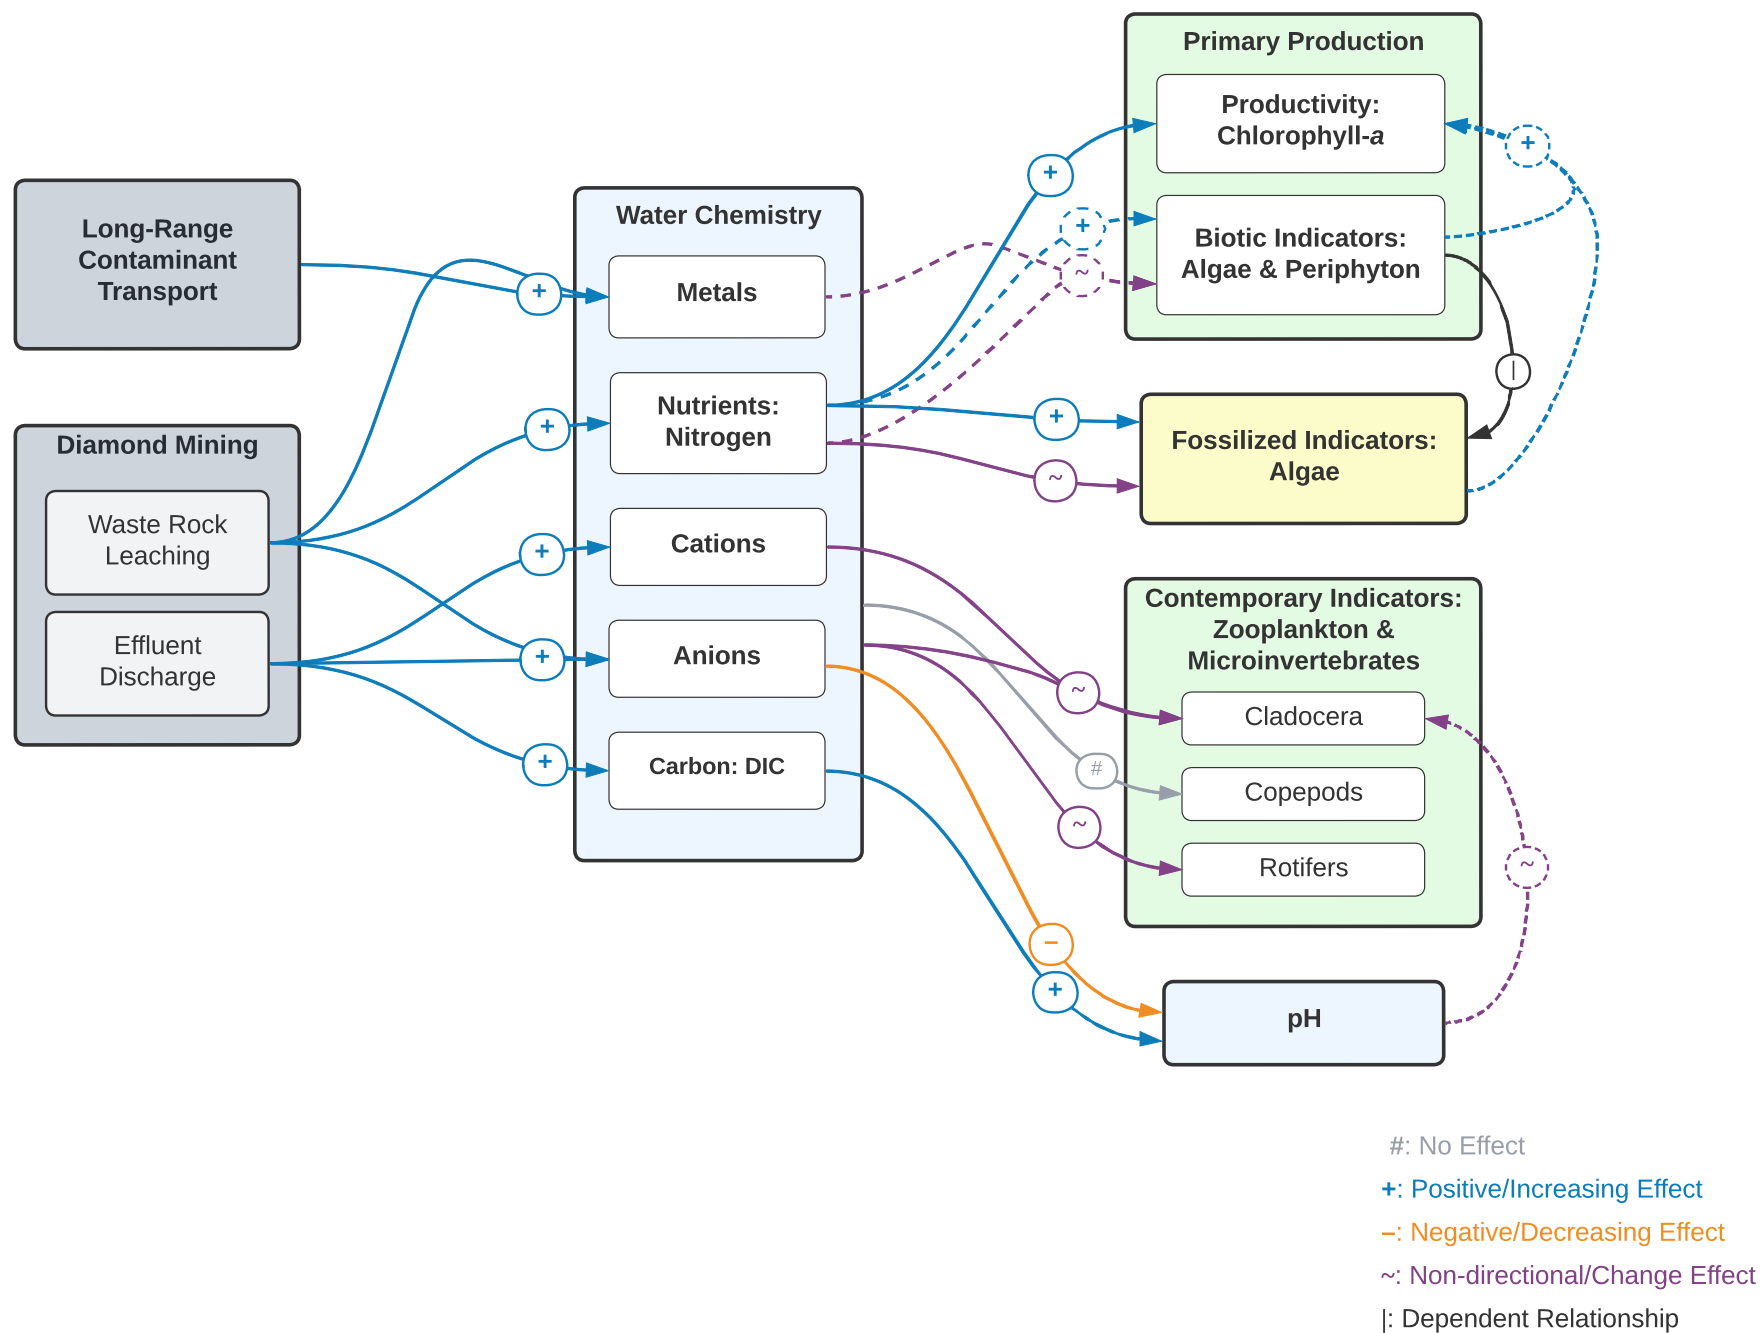 Long-Range
Contaminant
Transport
Diamond Mining
Waste Rock
Leaching
Effluent
Discharge
+
+
+
+
+
Water Chemistry
Metals
Nutrients:
Nitrogen
Cations
Anions
Carbon: DIC
+
+
~
+
~
~
#
~
–
+
Primary Production
Productivity:
Chlorophyll-a
Biotic Indicators:
Algae & Periphyton
+
|
Fossilized Indicators:
Algae
Contemporary Indicators:
Zooplankton &
Microinvertebrates
Cladocera
Copepods
Rotifers
~
pH
#: No Effect
+: Positive/Increasing Effect
–: Negative/Decreasing Effect
~: Non-directional/Change Effect
|: Dependent Relationship